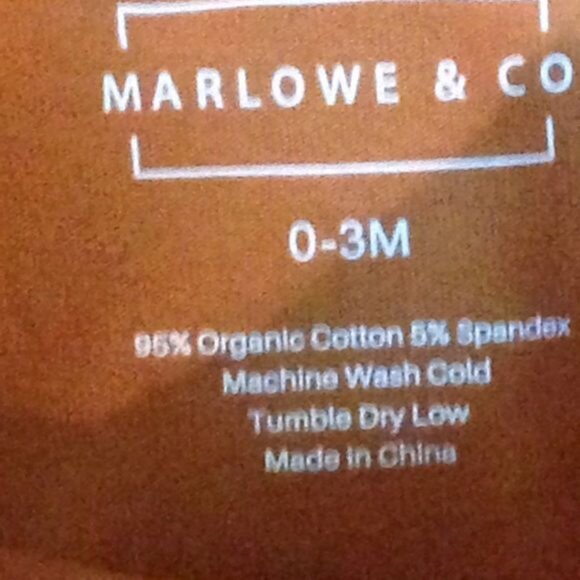 MARLOWE & CO
0-3M
95% Organic Cotton 5% Spandex
Machine Wash Cold
Tumble Dry Low
Made in China